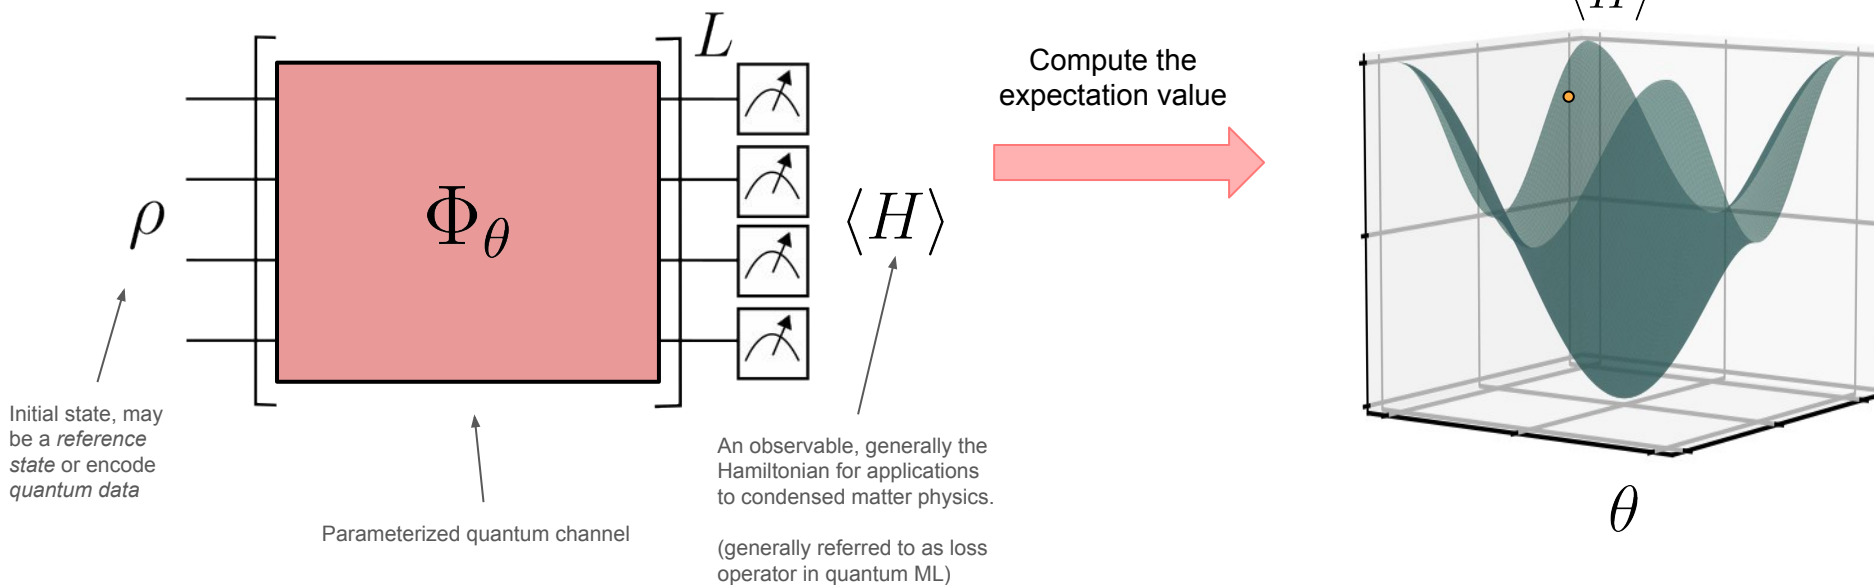 L
Compute the
expectation value
⟨H⟩
ρ
Φ_θ
⟨H⟩
Initial state, may
be a reference
state or encode
quantum data
Parameterized quantum channel
An observable, generally the
Hamiltonian for applications
to condensed matter physics.
(generally referred to as loss
operator in quantum ML)
θ